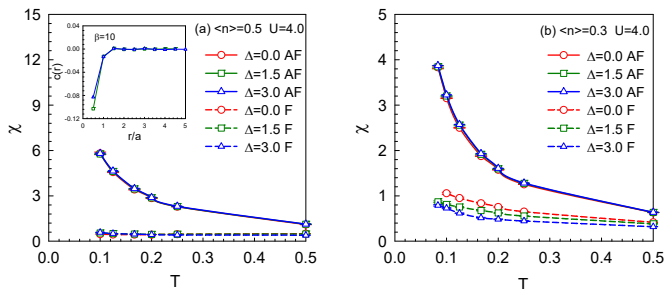 (a) <n>=0.5 U=4.0
Δ=0.0 AF
Δ=1.5 AF
Δ=3.0 AF
Δ=0.0 F
Δ=1.5 F
Δ=3.0 F
β=10
c(r)
0.04
0.00
-0.04
-0.08
-0.12
0 1 2 3 4 5
r/a
χ
15
12
9
6
3
0
0.0 0.1 0.2 0.3 0.4 0.5
T
(b) <n>=0.3 U=4.0
Δ=0.0 AF
Δ=1.5 AF
Δ=3.0 AF
Δ=0.0 F
Δ=1.5 F
Δ=3.0 F
χ
5
4
3
2
1
0
0.0 0.1 0.2 0.3 0.4 0.5
T